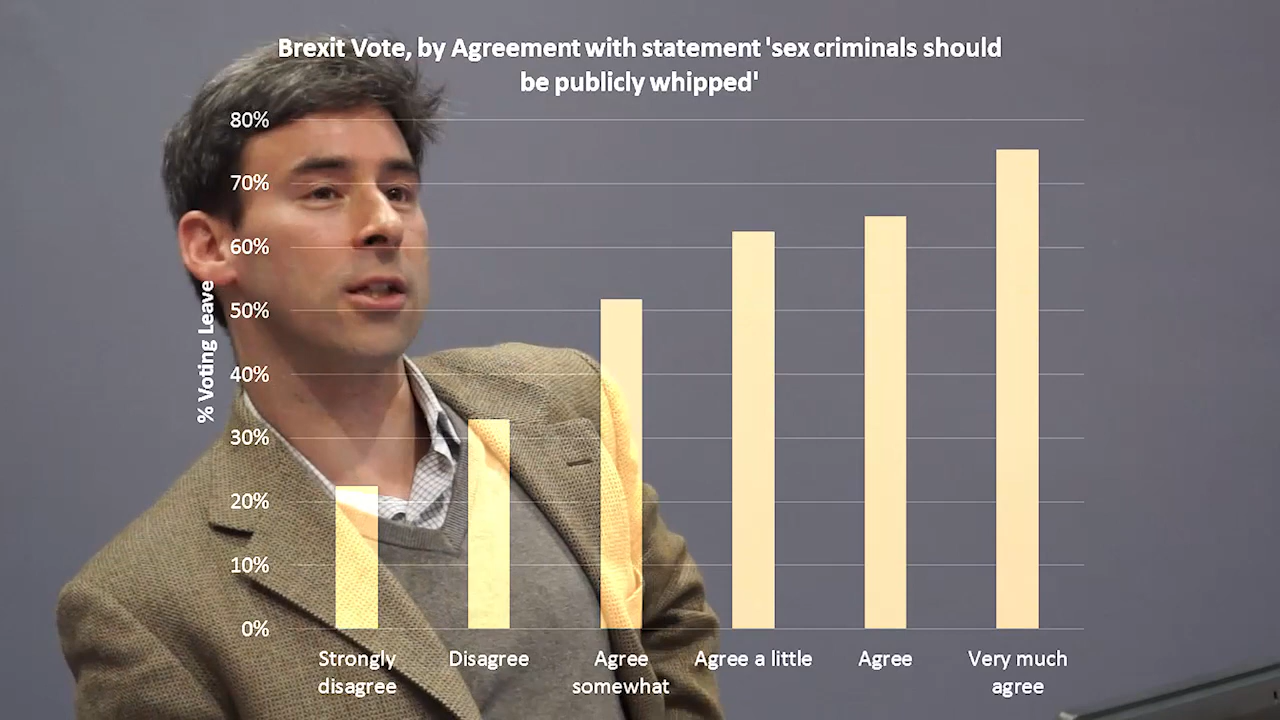 Brexit Vote, by Agreement with statement 'sex criminals should
be publicly whipped'
80%
70%
60%
50%
40%
30%
20%
10%
0%
% Voting Leave
Strongly
disagree
Disagree
Agree
somewhat
Agree a little
Agree
Very much
agree